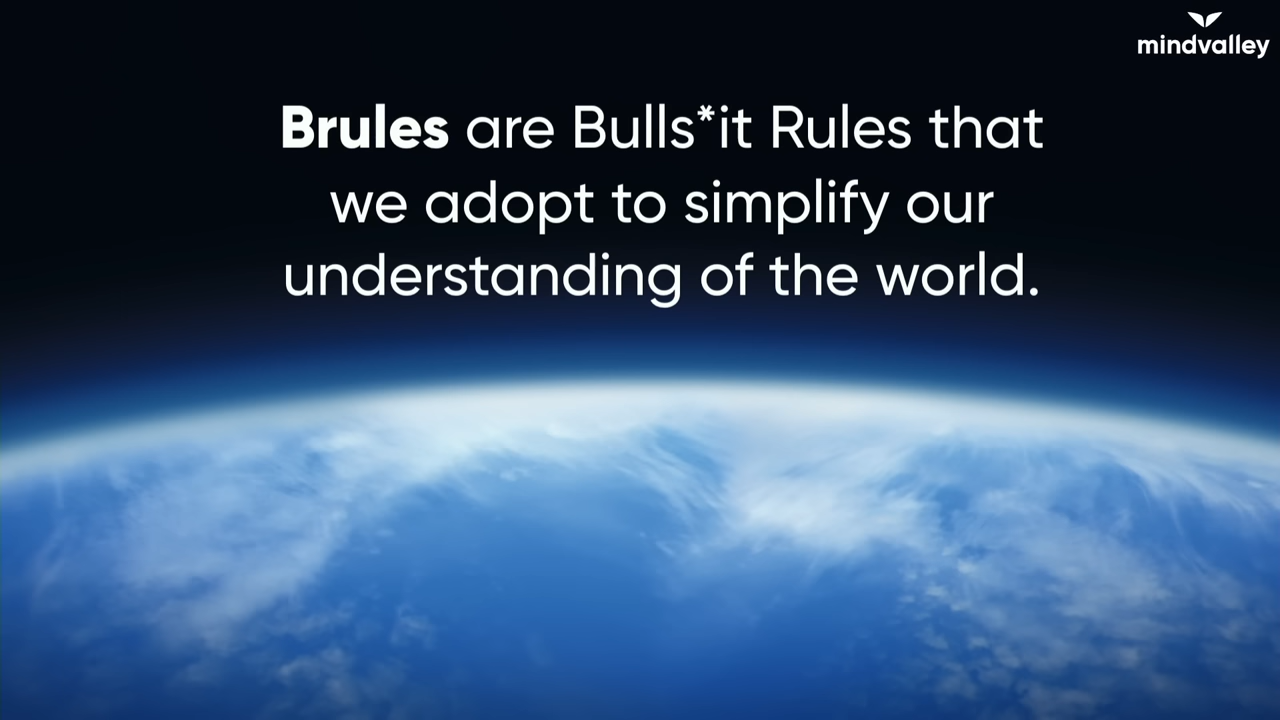 mindvalley
Brules are Bulls*it Rules that
we adopt to simplify our
understanding of the world.